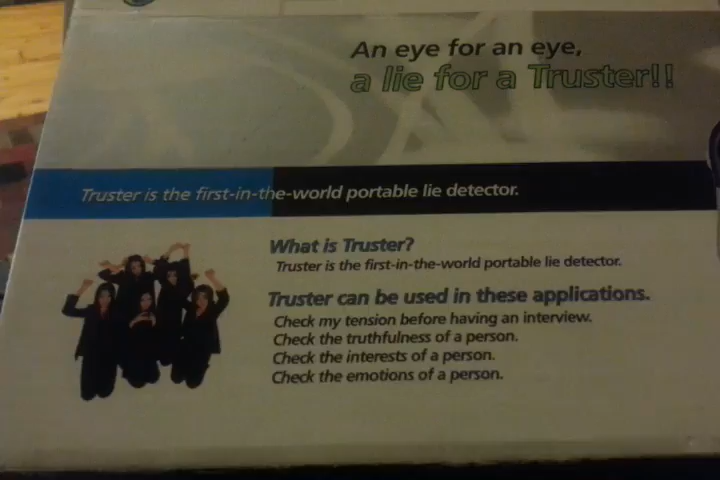 An eye for an eye,
a lie for a Truster!!
Truster is the first-in-the-world portable lie detector.
What is Truster?
Truster is the first-in-the-world portable lie detector.
Truster can be used in these applications.
Check my tension before having an interview.
Check the truthfulness of a person.
Check the interests of a person.
Check the emotions of a person.